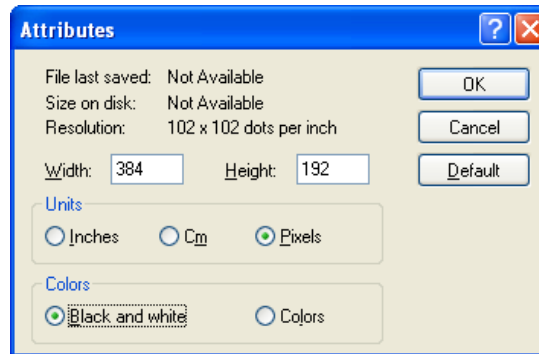 Attributes
File last saved: Not Available
Size on disk: Not Available
Resolution: 102 x 102 dots per inch
OK
Cancel
Default
Width: 384 Height: 192
Units
Inches Cm Pixels
Colors
Black and white Colors